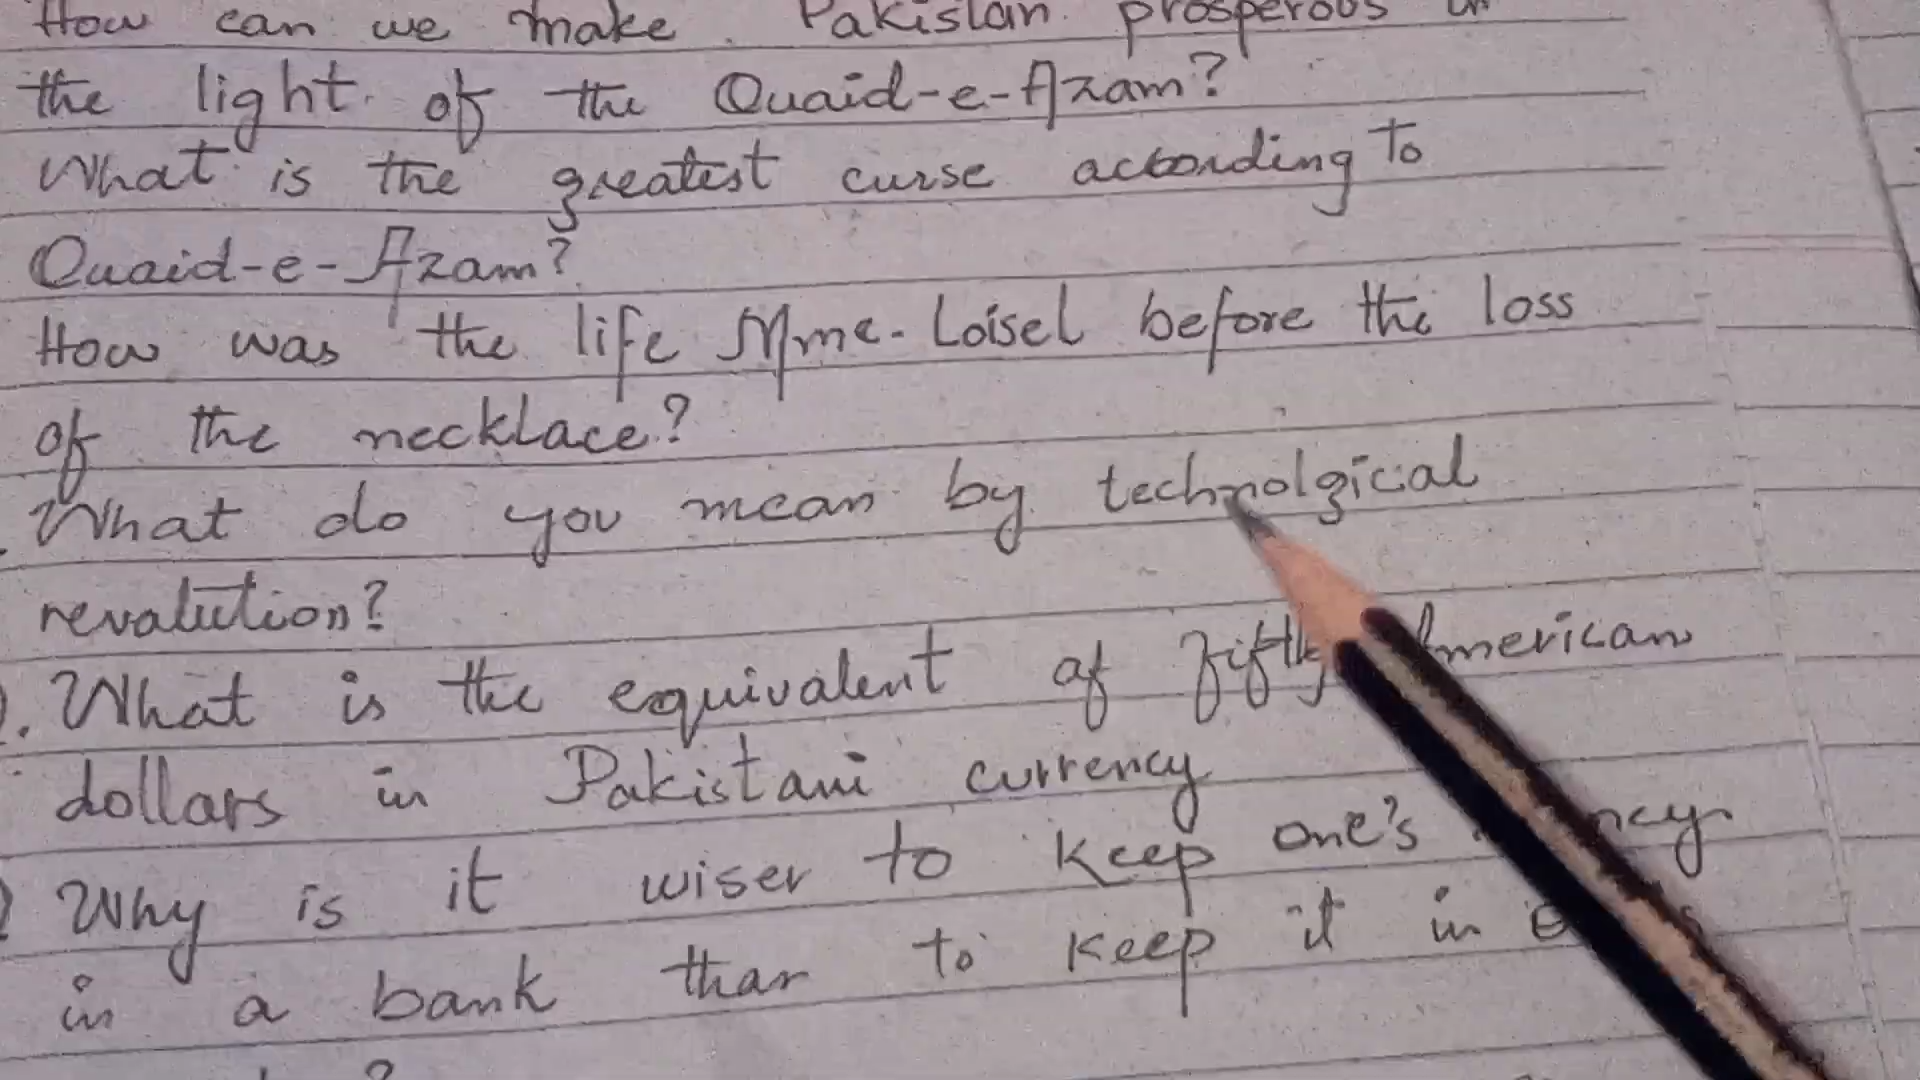 How can we make Pakistan prosperous in
the light of the Quaid-e-Azam?
What is the greatest curse according to
Quaid-e-Azam?
How was the life Mme. Loisel before the loss
of the necklace?
What do you mean by technolgical
revalution?
What is the equivalent of fifty American
dollars in Pakistani currency
Why is it wiser to keep one's
in a bank than to keep it in
?